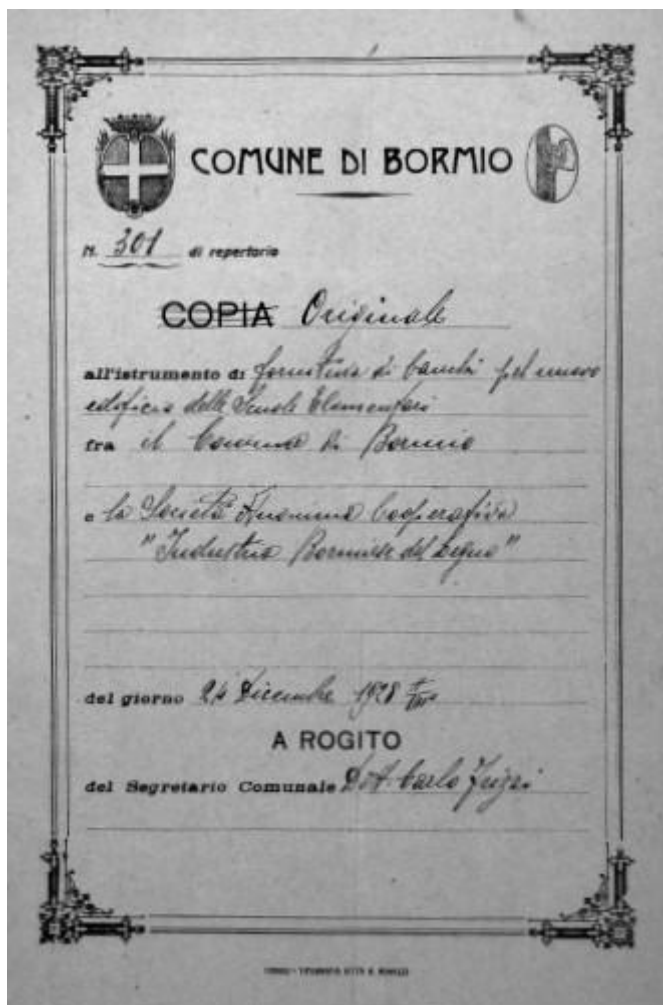 COMUNE DI BORMIO
N. 301 di repertorio
COPIA Originale
all'istrumento di fornitura di banchi pel nuovo
edificio delle Scuole Elementari
fra il Comune di Bormio
e la Società Anonima Cooperativa
"Industria Bormiese del Legno"
del giorno 24 Dicembre 1928
A ROGITO
del Segretario Comunale Dott. Carlo
TIPOGRAFIA